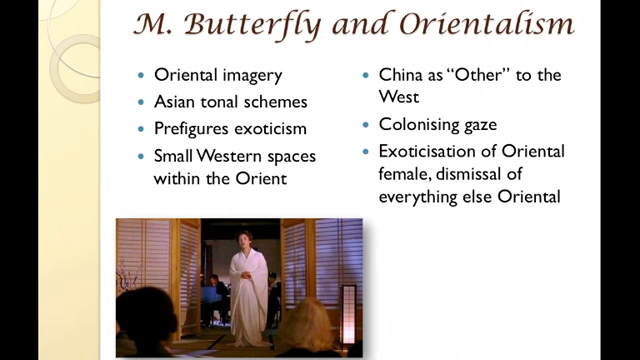 M. Butterfly and Orientalism
Oriental imagery
Asian tonal schemes
Prefigures exoticism
Small Western spaces
within the Orient
China as “Other” to the
West
Colonising gaze
Exoticisation of Oriental
female, dismissal of
everything else Oriental